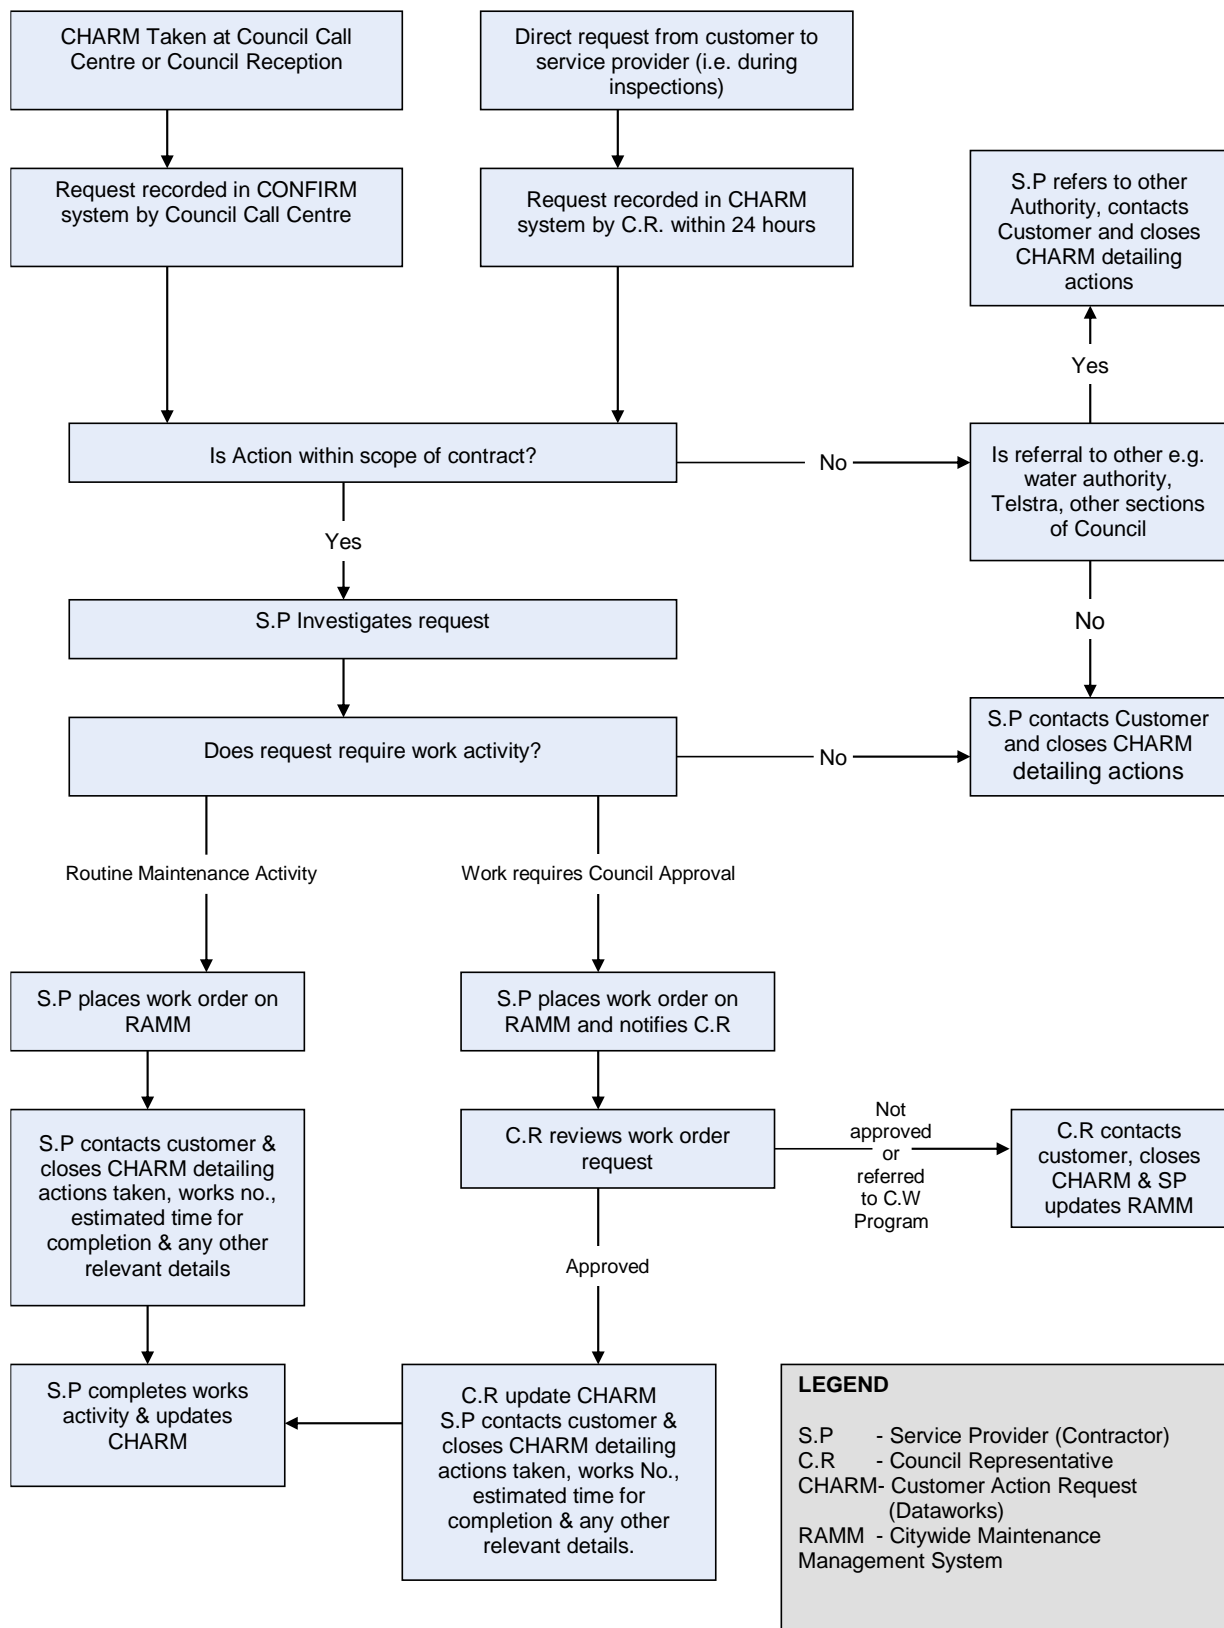 CHARM Taken at Council Call
Centre or Council Reception
Direct request from customer to
service provider (i.e. during
inspections)
Request recorded in CONFIRM
system by Council Call Centre
Request recorded in CHARM
system by C.R. within 24 hours
S.P refers to other
Authority, contacts
Customer and closes
CHARM detailing
actions
Yes
Is Action within scope of contract?
No
Is referral to other e.g.
water authority,
Telstra, other sections
of Council
Yes
S.P Investigates request
No
Does request require work activity?
No
S.P contacts Customer
and closes CHARM
detailing actions
Routine Maintenance Activity
Work requires Council Approval
S.P places work order on
RAMM
S.P places work order on
RAMM and notifies C.R
S.P contacts customer &
closes CHARM detailing
actions taken, works no.,
estimated time for
completion & any other
relevant details
C.R reviews work order
request
Not
approved
or
referred
to C.W
Program
C.R contacts
customer, closes
CHARM & SP
updates RAMM
Approved
S.P completes works
activity & updates
CHARM
C.R update CHARM
S.P contacts customer &
closes CHARM detailing
actions taken, works No.,
estimated time for
completion & any other
relevant details.
LEGEND
S.P - Service Provider (Contractor)
C.R - Council Representative
CHARM- Customer Action Request
(Dataworks)
RAMM - Citywide Maintenance
Management System